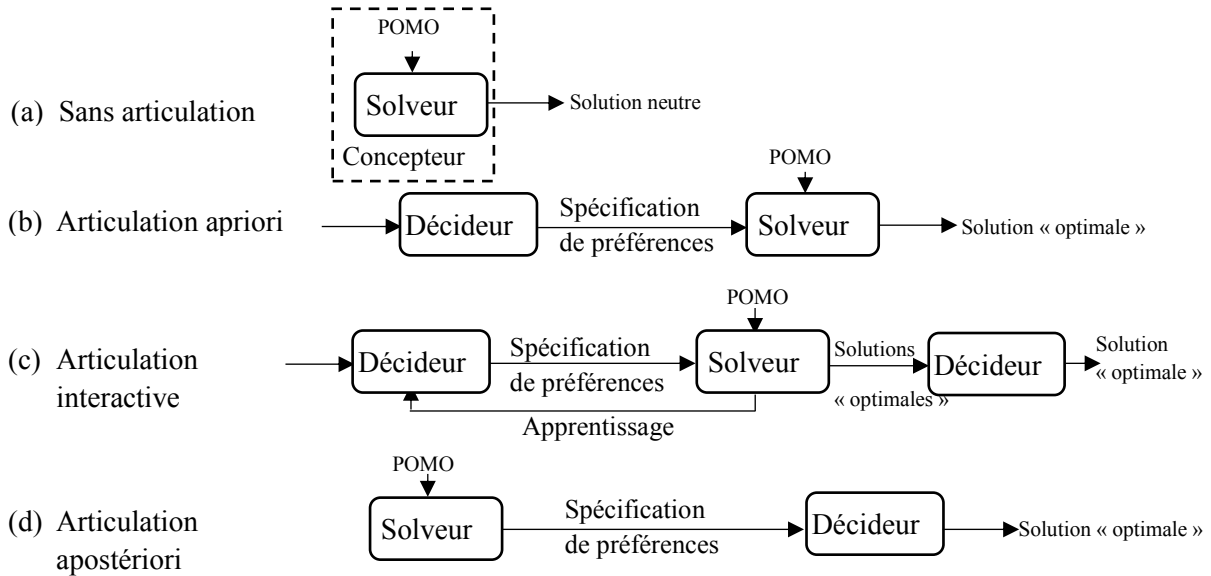 POMO
(a) Sans articulation
Solveur
Solution neutre
Concepteur
POMO
(b) Articulation apriori
Décideur
Spécification
de préférences
Solveur
Solution « optimale »
POMO
(c) Articulation
interactive
Décideur
Spécification
de préférences
Solveur
Solutions
« optimales »
Décideur
Solution
« optimale »
Apprentissage
POMO
(d) Articulation
apostériori
Solveur
Spécification
de préférences
Décideur
Solution « optimale »